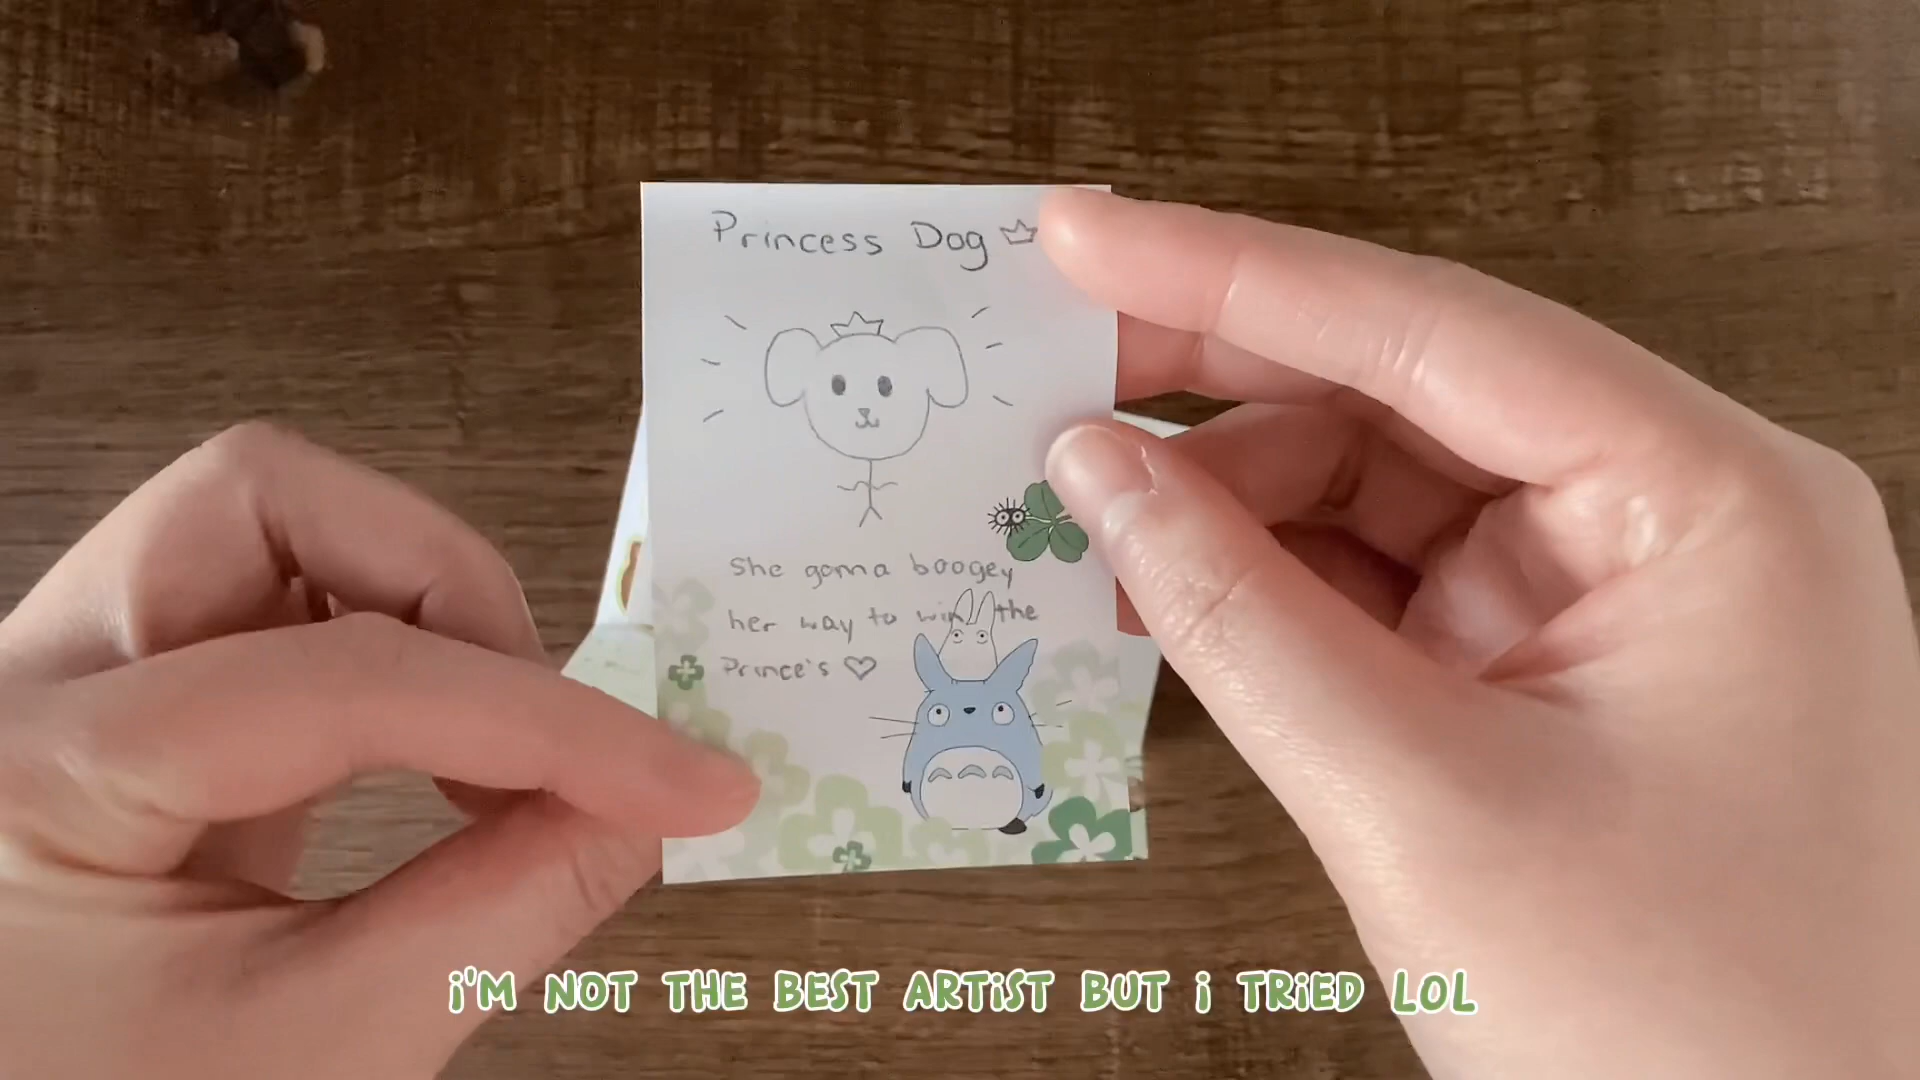 Princess Dog
She gonna boogey
her way to win the
Prince's ♡
i'M NOT THE BEST ARTiST BUT i TRiED LOL